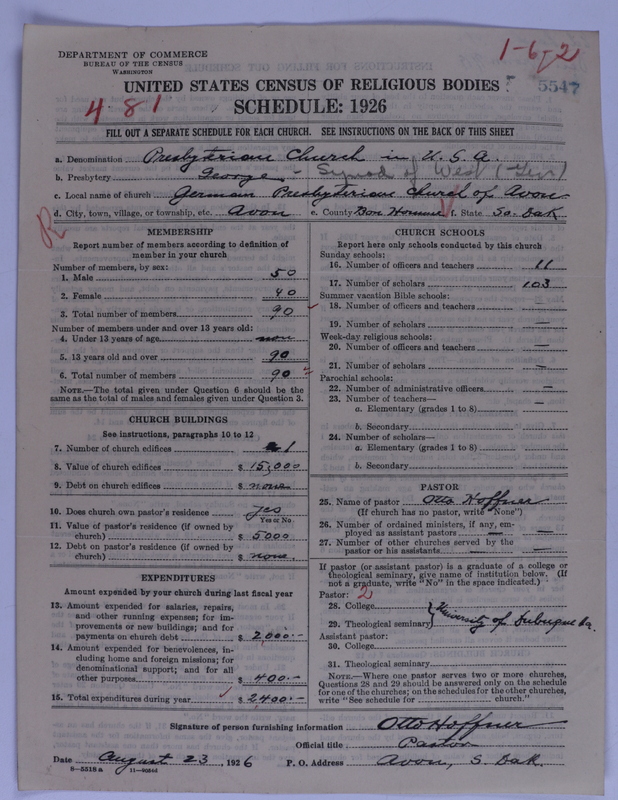 1-6-2
DEPARTMENT OF COMMERCE
BUREAU OF THE CENSUS
WASHINGTON
UNITED STATES CENSUS OF RELIGIOUS BODIES
5547
481
SCHEDULE: 1926
FILL OUT A SEPARATE SCHEDULE FOR EACH CHURCH. SEE INSTRUCTIONS ON THE BACK OF THIS SHEET
a. Denomination Presbyterian Church in U. S. A.
b. Presbytery George - Synod of West (Ger)
c. Local name of church German Presbyterian Church of Avon
d. City, town, village, or township, etc. Avon e. County Bon Homme f. State So. Dak
R
MEMBERSHIP
Report number of members according to definition of
member in your church
Number of members, by sex:
1. Male 50
2. Female 40
3. Total number of members 90
Number of members under and over 13 years old:
4. Under 13 years of age none
5. 13 years old and over 90
6. Total number of members 90
NOTE.—The total given under Question 6 should be the
same as the total of males and females given under Question 3.
CHURCH BUILDINGS
See instructions, paragraphs 10 to 12
7. Number of church edifices 1
8. Value of church edifices $ 15,000
9. Debt on church edifices $ none
10. Does church own pastor's residence yes
Yes or No
11. Value of pastor's residence (if owned by
church) $ 5000
12. Debt on pastor's residence (if owned by
church) $ none.
EXPENDITURES
Amount expended by your church during last fiscal year
13. Amount expended for salaries, repairs,
and other running expenses; for im-
provements or new buildings; and for
payments on church debt $ 2,000.-
14. Amount expended for benevolences, in-
cluding home and foreign missions; for
denominational support; and for all
other purposes $ 400.-
15. Total expenditures during year $ 2400.-
CHURCH SCHOOLS
Report here only schools conducted by this church
Sunday schools:
16. Number of officers and teachers 11
17. Number of scholars 103
Summer vacation Bible schools:
18. Number of officers and teachers —
19. Number of scholars —
Week-day religious schools:
20. Number of officers and teachers —
21. Number of scholars —
Parochial schools:
22. Number of administrative officers —
23. Number of teachers—
a. Elementary (grades 1 to 8) —
b. Secondary
24. Number of scholars—
a. Elementary (grades 1 to 8)
b. Secondary
PASTOR
25. Name of pastor Otto Hoffner
(If church has no pastor, write "None")
26. Number of ordained ministers, if any, em-
ployed as assistant pastors —
27. Number of other churches served by the
pastor or his assistants —
If pastor (or assistant pastor) is a graduate of a college or
theological seminary, give name of institution below. (If
not a graduate, write "No" in the space indicated.)
Pastor: 2
28. College
29. Theological seminary University of Dubuque Ia.
Assistant pastor:
30. College
31. Theological seminary
NOTE.—Where one pastor serves two or more churches,
Questions 28 and 29 should be answered only on the schedule
for one of the churches; on the schedules for the other churches,
write "See schedule for church."
Signature of person furnishing information Otto Hoffner
Official title Pastor
Date August 23, 1926 P. O. Address Avon, S. Dak.
8-5518a 11-9054d